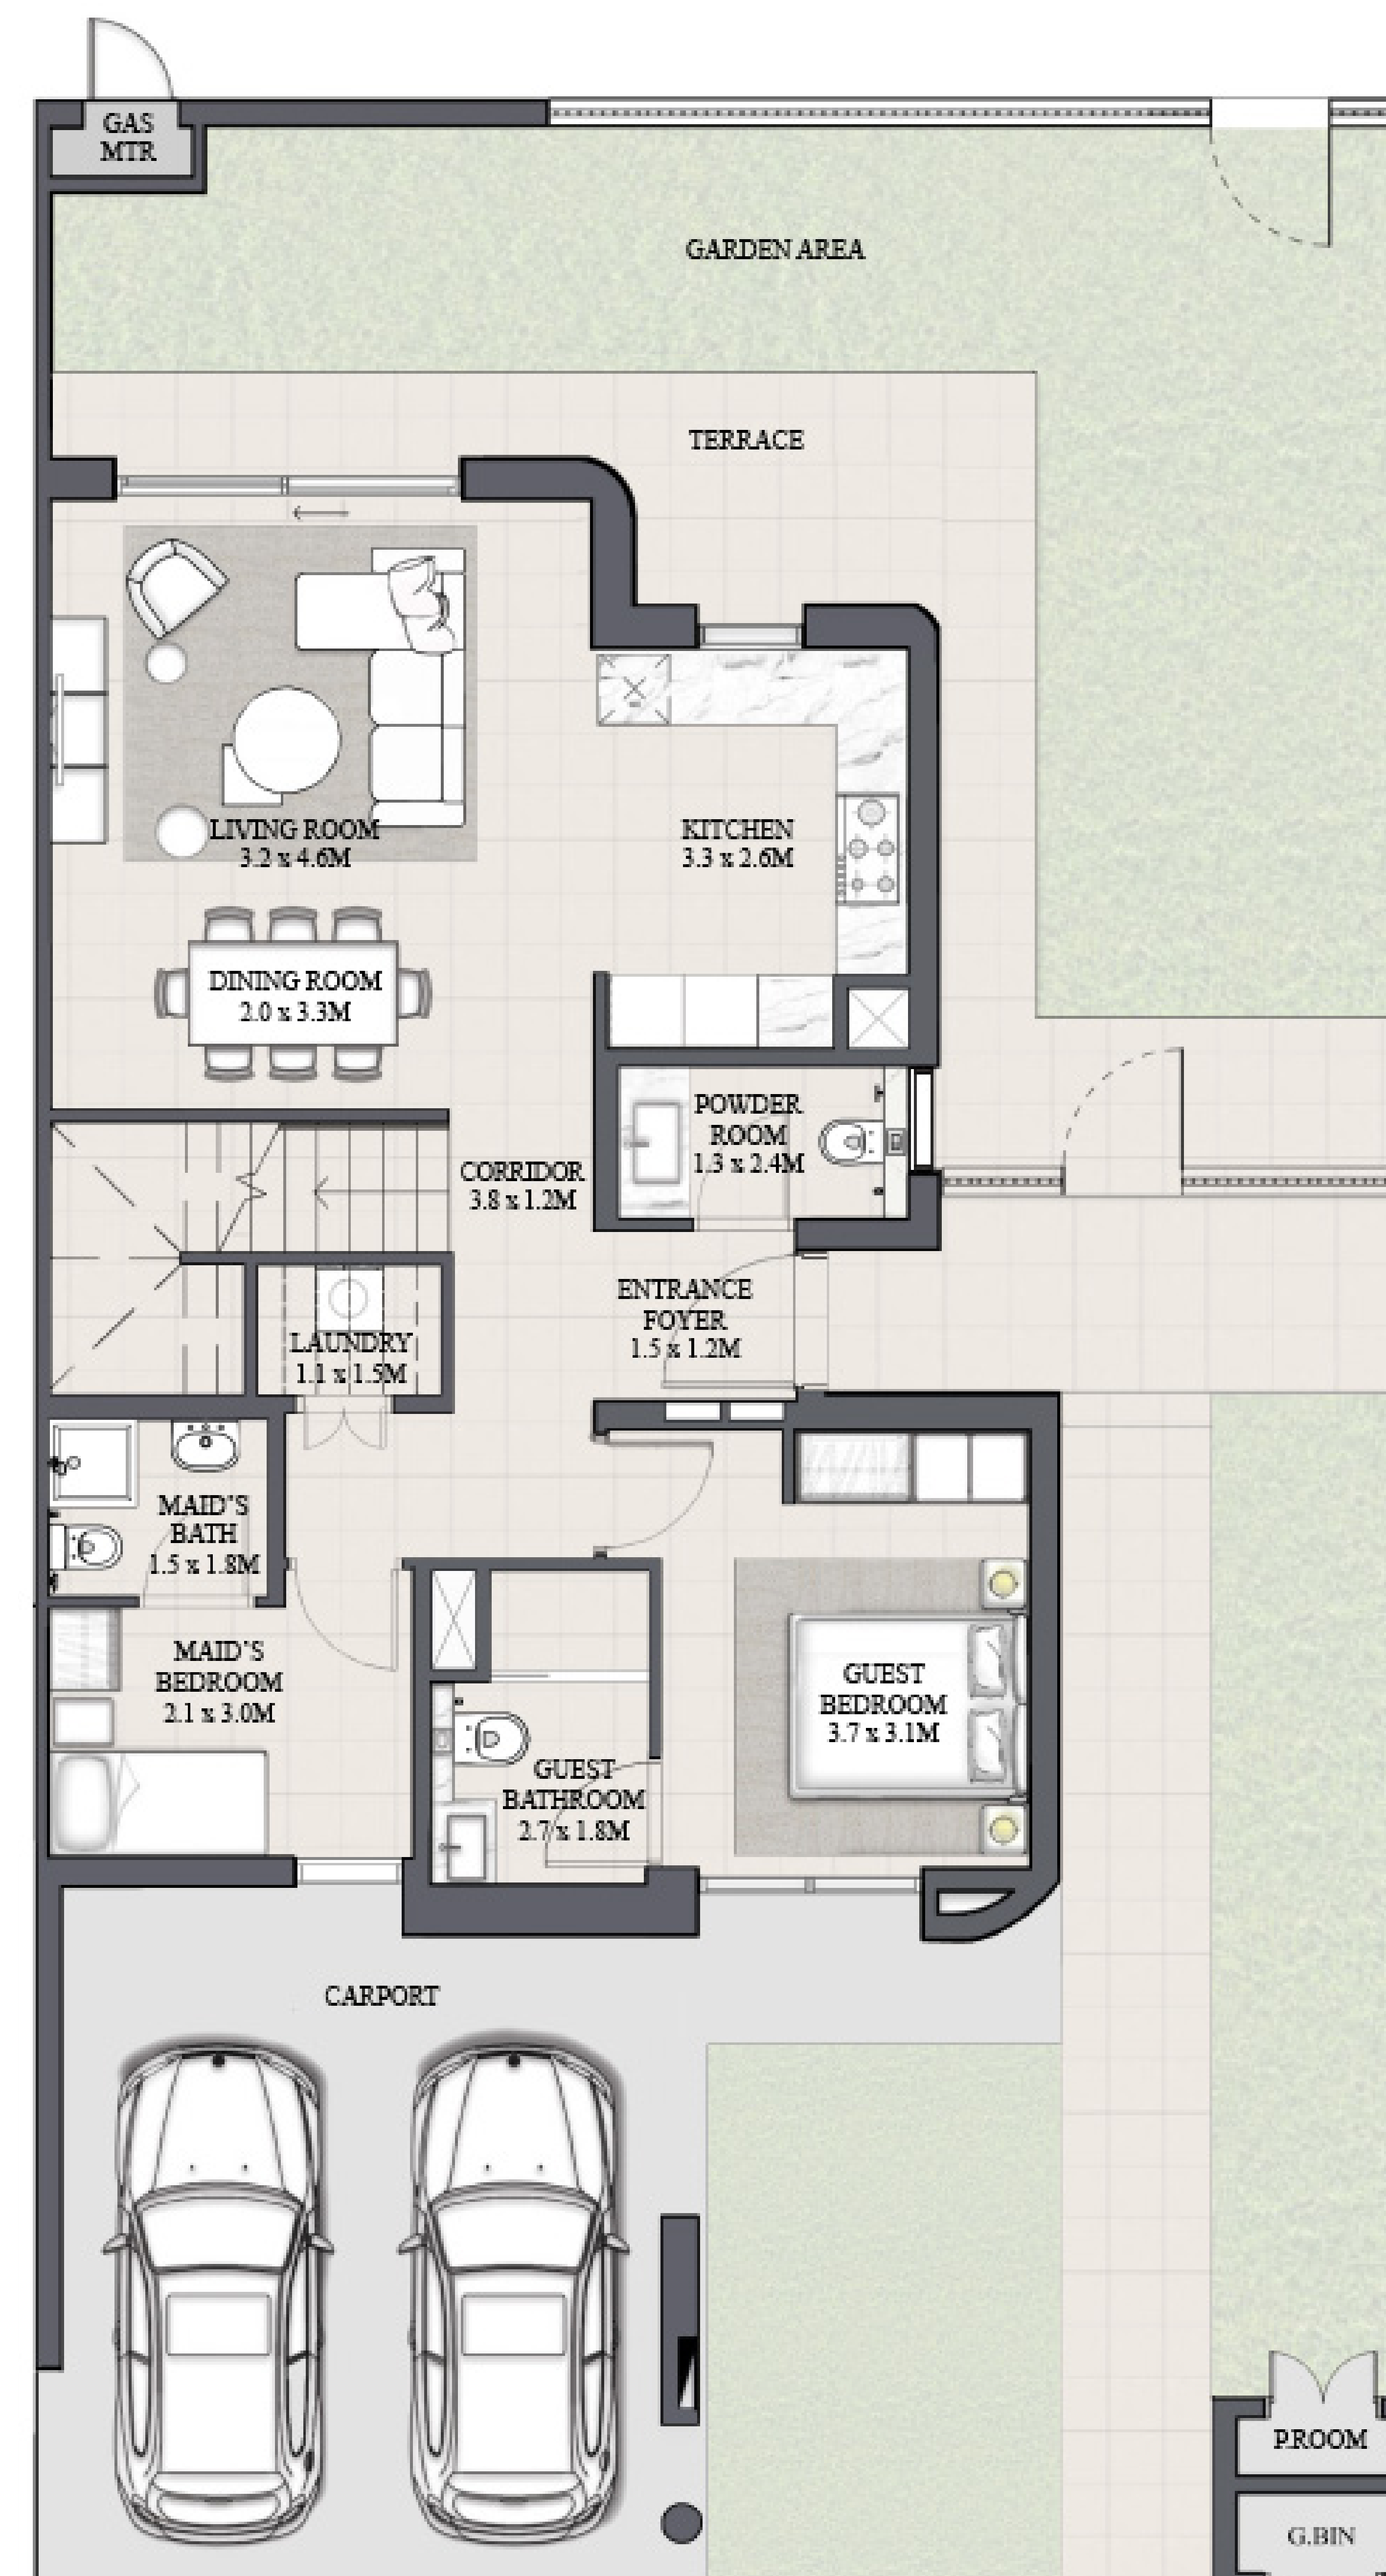 GAS
MTR
GARDEN AREA
TERRACE
LIVING ROOM
3.2 x 4.6M
KITCHEN
3.3 x 2.6M
DINING ROOM
2.0 x 3.3M
POWDER
ROOM
1.3 x 2.4M
CORRIDOR
3.8 x 1.2M
ENTRANCE
FOYER
1.5 x 1.2M
LAUNDRY
1.1 x 1.5M
MAID'S
BATH
1.5 x 1.8M
MAID'S
BEDROOM
2.1 x 3.0M
GUEST
BEDROOM
3.7 x 3.1M
GUEST
BATHROOM
2.7 x 1.8M
CARPORT
P.ROOM
G.BIN